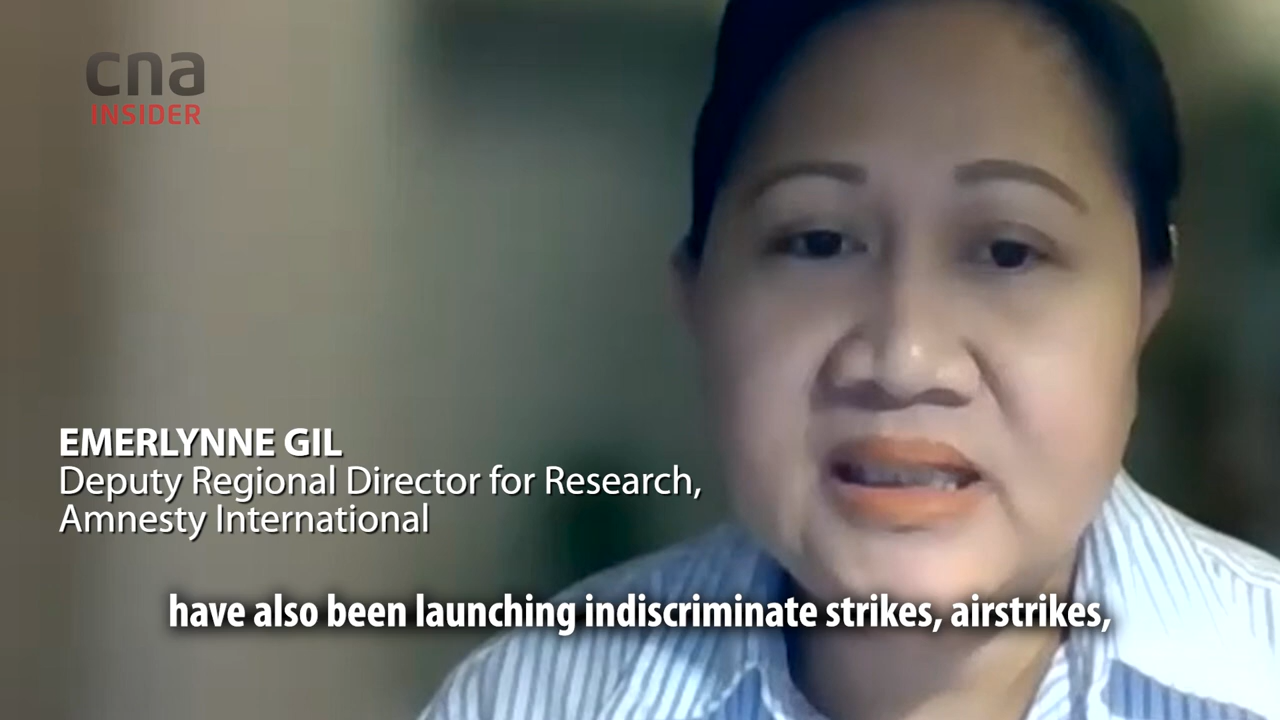 cna
INSIDER
EMERLYNNE GIL
Deputy Regional Director for Research,
Amnesty International
have also been launching indiscriminate strikes, airstrikes,